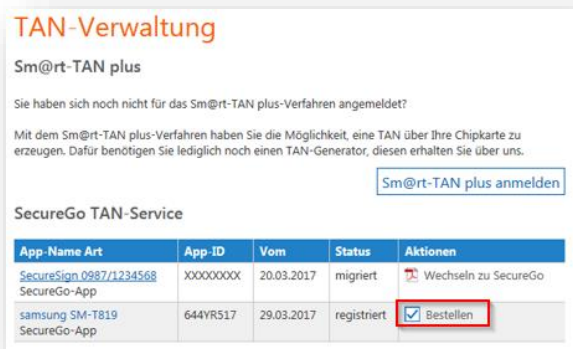 TAN-Verwaltung
Sm@rt-TAN plus
Sie haben sich noch nicht für das Sm@rt-TAN plus-Verfahren angemeldet?
Mit dem Sm@rt-TAN plus-Verfahren haben Sie die Möglichkeit, eine TAN über Ihre Chipkarte zu
erzeugen. Dafür benötigen Sie lediglich noch einen TAN-Generator, diesen erhalten Sie über uns.
Sm@rt-TAN plus anmelden
SecureGo TAN-Service
App-Name Art App-ID Vom Status Aktionen
SecureSign 0987/1234568 XXXXXXXX 20.03.2017 migriert Wechseln zu SecureGo
SecureGo-App
samsung SM-T819 644YR517 29.03.2017 registriert Bestellen
SecureGo-App